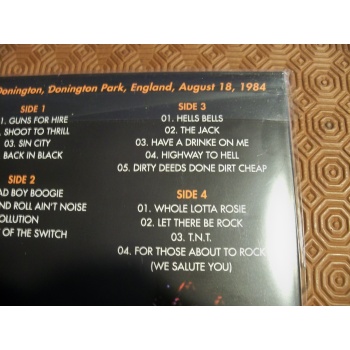 Donington, Donington Park, England, August 18, 1984
SIDE 1
1. GUNS FOR HIRE
SHOOT TO THRILL
03. SIN CITY
BACK IN BLACK
SIDE 2
AD BOY BOOGIE
ND ROLL AIN'T NOISE
OLLUTION
OF THE SWITCH
SIDE 3
01. HELLS BELLS
02. THE JACK
03. HAVE A DRINKE ON ME
04. HIGHWAY TO HELL
05. DIRTY DEEDS DONE DIRT CHEAP
SIDE 4
01. WHOLE LOTTA ROSIE
02. LET THERE BE ROCK
03. T.N.T.
04. FOR THOSE ABOUT TO ROCK
(WE SALUTE YOU)